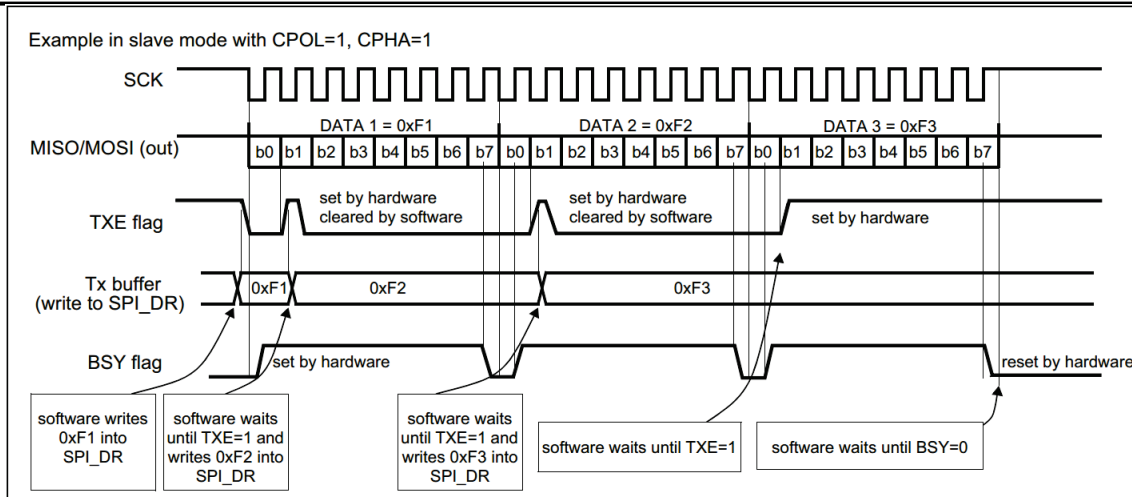 Example in slave mode with CPOL=1, CPHA=1
SCK
DATA 1 = 0xF1
DATA 2 = 0xF2
DATA 3 = 0xF3
MISO/MOSI (out)
b0 b1 b2 b3 b4 b5 b6 b7 b0 b1 b2 b3 b4 b5 b6 b7 b0 b1 b2 b3 b4 b5 b6 b7
TXE flag
set by hardware
cleared by software
set by hardware
cleared by software
set by hardware
Tx buffer
(write to SPI_DR)
0xF1
0xF2
0xF3
BSY flag
set by hardware
reset by hardware
software writes
0xF1 into
SPI_DR
software waits
until TXE=1 and
writes 0xF2 into
SPI_DR
software waits
until TXE=1 and
writes 0xF3 into
SPI_DR
software waits until TXE=1
software waits until BSY=0